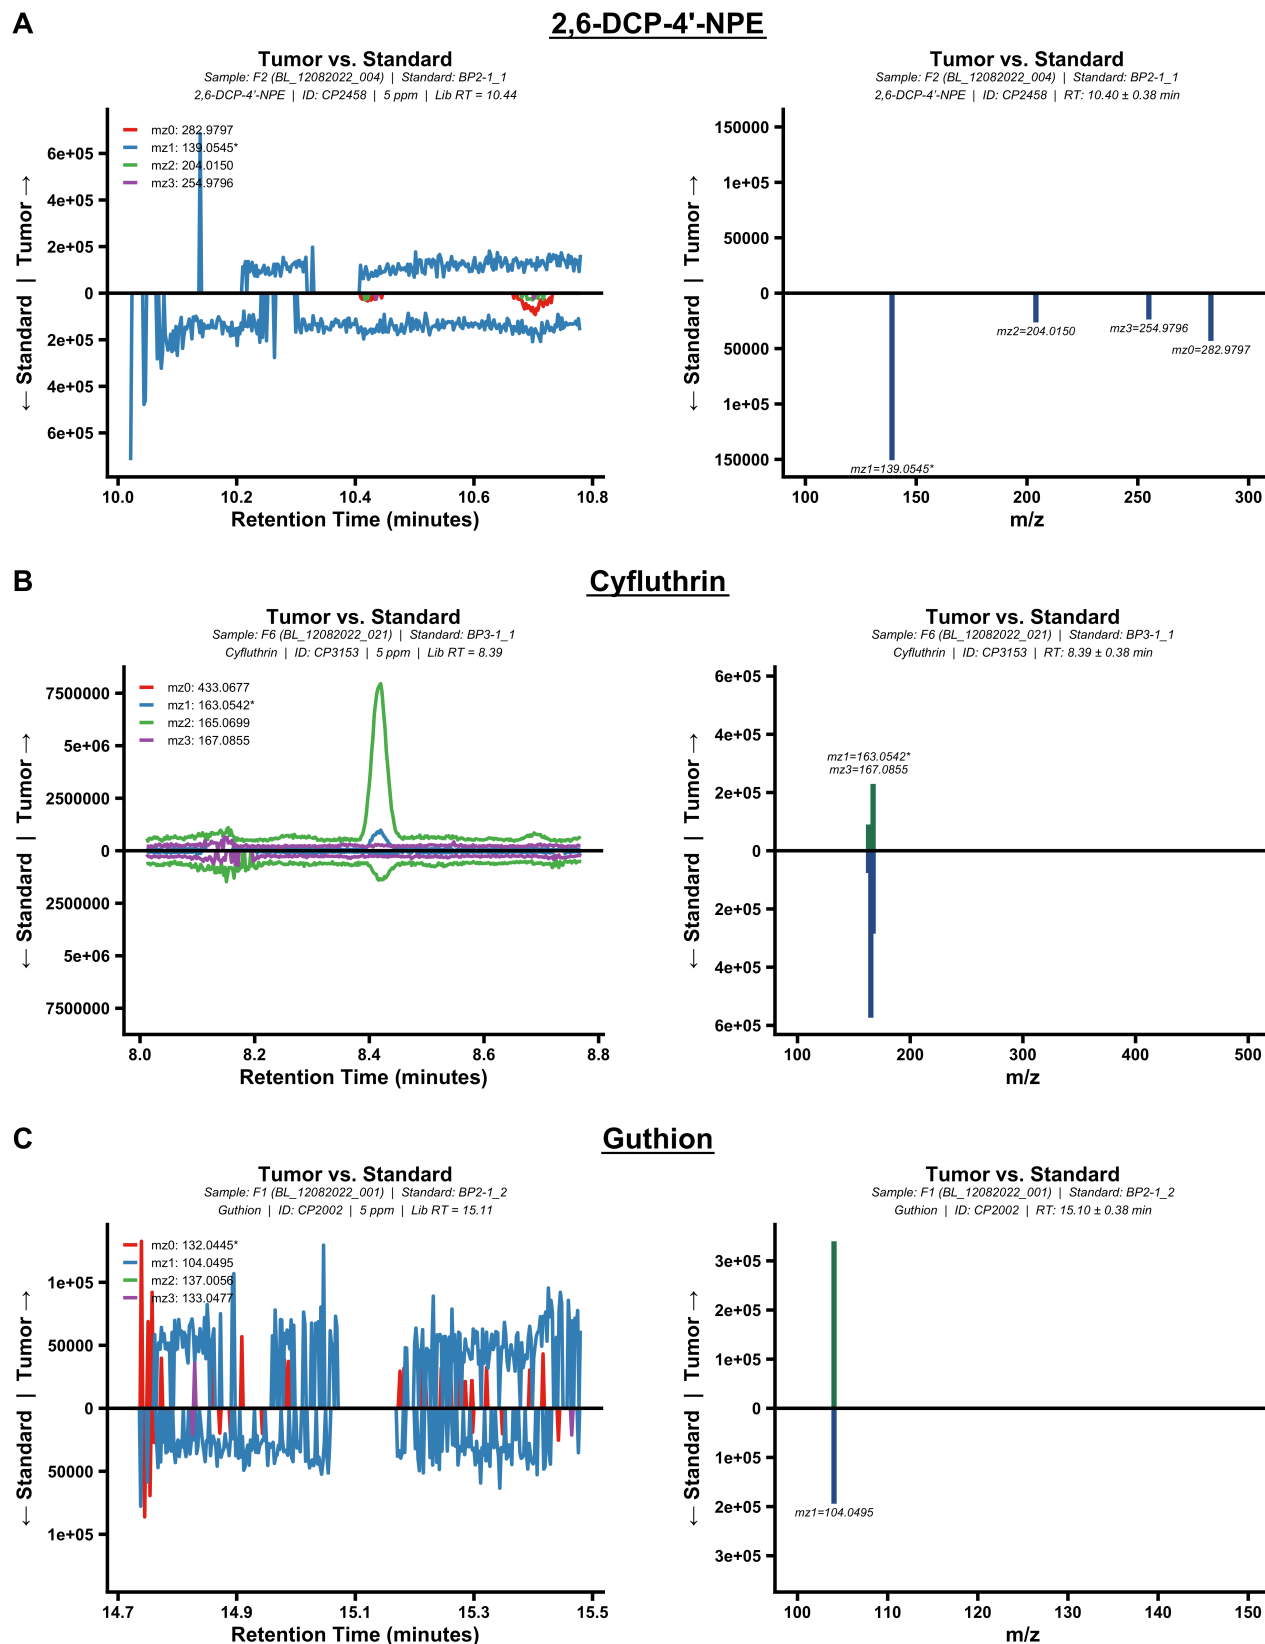 A
2,6-DCP-4'-NPE
Tumor vs. Standard
Sample: F2 (BL_12082022_004) | Standard: BP2-1_1
2,6-DCP-4'-NPE | ID: CP2458 | 5 ppm | Lib RT = 10.44
mz0: 282.9797
mz1: 139.0545*
mz2: 204.0150
mz3: 254.9796
6e+05
4e+05
2e+05
0
2e+05
4e+05
6e+05
← Standard | Tumor →
10.0 10.2 10.4 10.6 10.8
Retention Time (minutes)
Tumor vs. Standard
Sample: F2 (BL_12082022_004) | Standard: BP2-1_1
2,6-DCP-4'-NPE | ID: CP2458 | RT: 10.40 ± 0.38 min
150000
1e+05
50000
0
50000
1e+05
150000
← Standard | Tumor →
mz2=204.0150
mz3=254.9796
mz0=282.9797
mz1=139.0545*
100 150 200 250 300
m/z
B
Cyfluthrin
Tumor vs. Standard
Sample: F6 (BL_12082022_021) | Standard: BP3-1_1
Cyfluthrin | ID: CP3153 | 5 ppm | Lib RT = 8.39
mz0: 433.0677
mz1: 163.0542*
mz2: 165.0699
mz3: 167.0855
7500000
5e+06
2500000
0
2500000
5e+06
7500000
← Standard | Tumor →
8.0 8.2 8.4 8.6 8.8
Retention Time (minutes)
Tumor vs. Standard
Sample: F6 (BL_12082022_021) | Standard: BP3-1_1
Cyfluthrin | ID: CP3153 | RT: 8.39 ± 0.38 min
6e+05
4e+05
2e+05
0
2e+05
4e+05
6e+05
← Standard | Tumor →
mz1=163.0542*
mz3=167.0855
100 200 300 400 500
m/z
C
Guthion
Tumor vs. Standard
Sample: F1 (BL_12082022_001) | Standard: BP2-1_2
Guthion | ID: CP2002 | 5 ppm | Lib RT = 15.11
mz0: 132.0445*
mz1: 104.0495
mz2: 137.0056
mz3: 133.0477
1e+05
50000
0
50000
1e+05
← Standard | Tumor →
14.7 14.9 15.1 15.3 15.5
Retention Time (minutes)
Tumor vs. Standard
Sample: F1 (BL_12082022_001) | Standard: BP2-1_2
Guthion | ID: CP2002 | RT: 15.10 ± 0.38 min
3e+05
2e+05
1e+05
0
1e+05
2e+05
3e+05
← Standard | Tumor →
mz1=104.0495
100 110 120 130 140 150
m/z